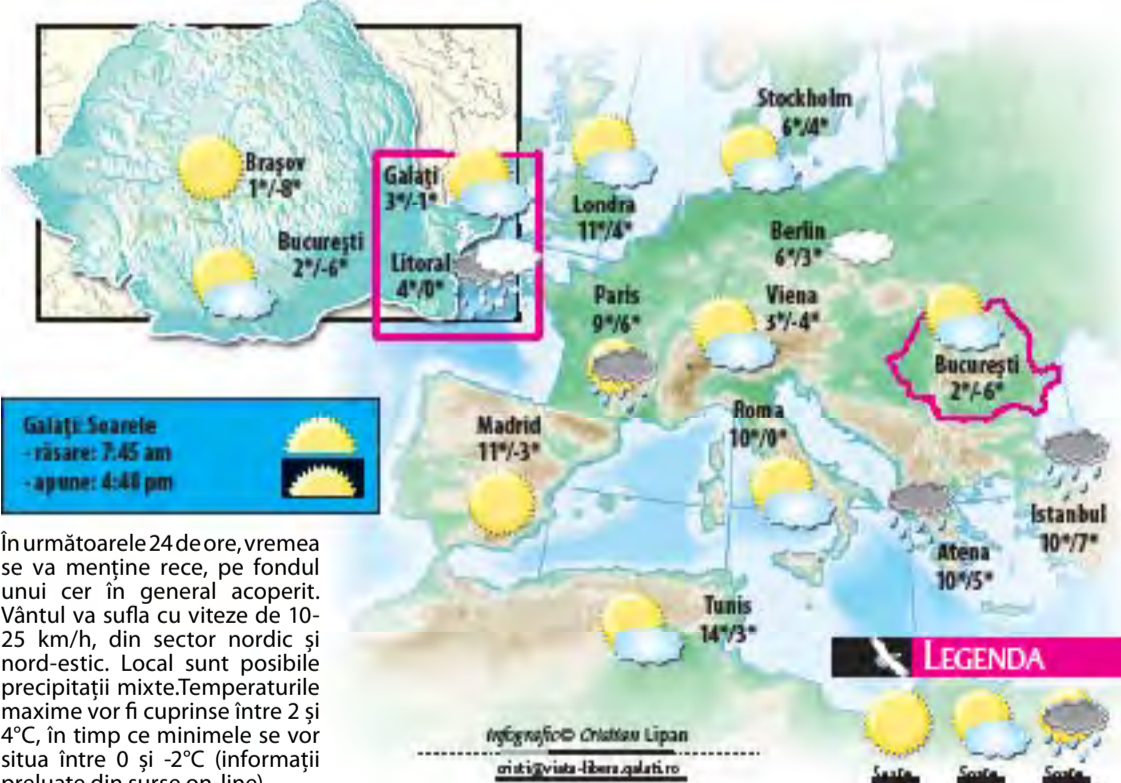 Brașov
1°/-8°
București
2°/-6°
Galați
3°/-1°
Litoral
4°/0°
Stockholm
6°/4°
Londra
11°/4°
Berlin
6°/3°
Paris
9°/6°
Viena
3°/-4°
București
2°/-6°
Madrid
11°/-3°
Roma
10°/0°
Istanbul
10°/7°
Atena
10°/5°
Tunis
14°/3°
Galați: Soarele
- răsare: 7:45 am
- apune: pm
În următoarele 24 de ore, vremea
se va menține rece, pe fondul
unui cer în general acoperit.
Vântul va sufla cu viteze de 10-
25 km/h, din sector nordic și
nord-estic. Local sunt posibile
precipitații mixte.Temperaturile
maxime vor fi cuprinse între 2 și
4°C, în timp ce minimele se vor
situa între 0 și -2°C (informații
preluate din surse on-line)
LEGENDA
Infografic© Cristian Lipan
cristi@viata-libera.galati.ro